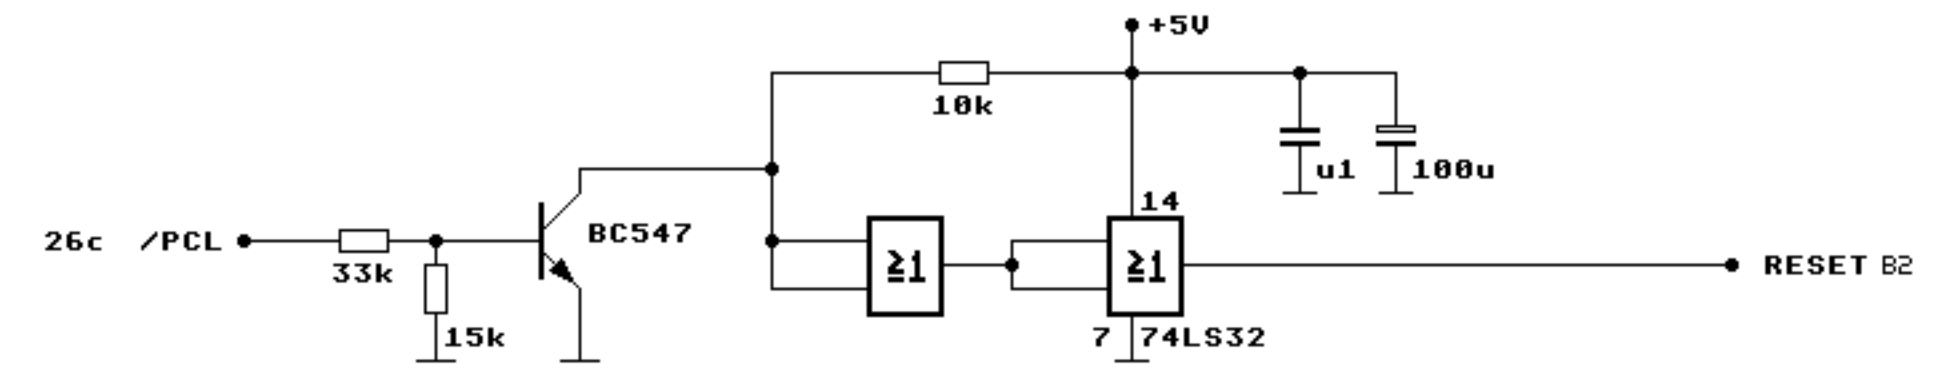 +5V
10k
u1 100u
14
26c /PCL
BC547
≥1
≥1
RESET B2
33k
15k
7 74LS32